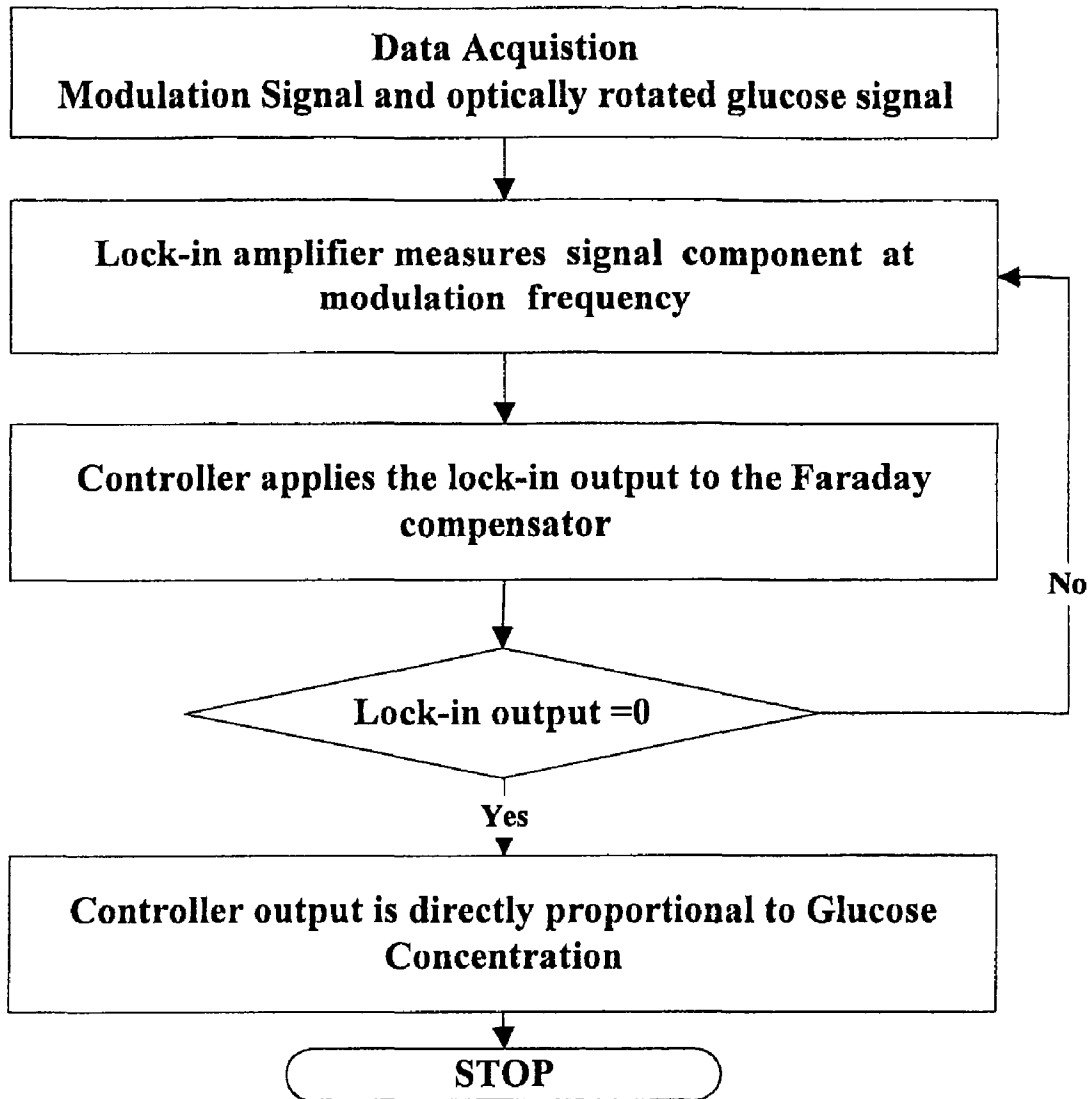 Data Acquistion
Modulation Signal and optically rotated glucose signal
Lock-in amplifier measures signal component at
modulation frequency
Controller applies the lock-in output to the Faraday
compensator
No
Lock-in output =0
Yes
Controller output is directly proportional to Glucose
Concentration
STOP